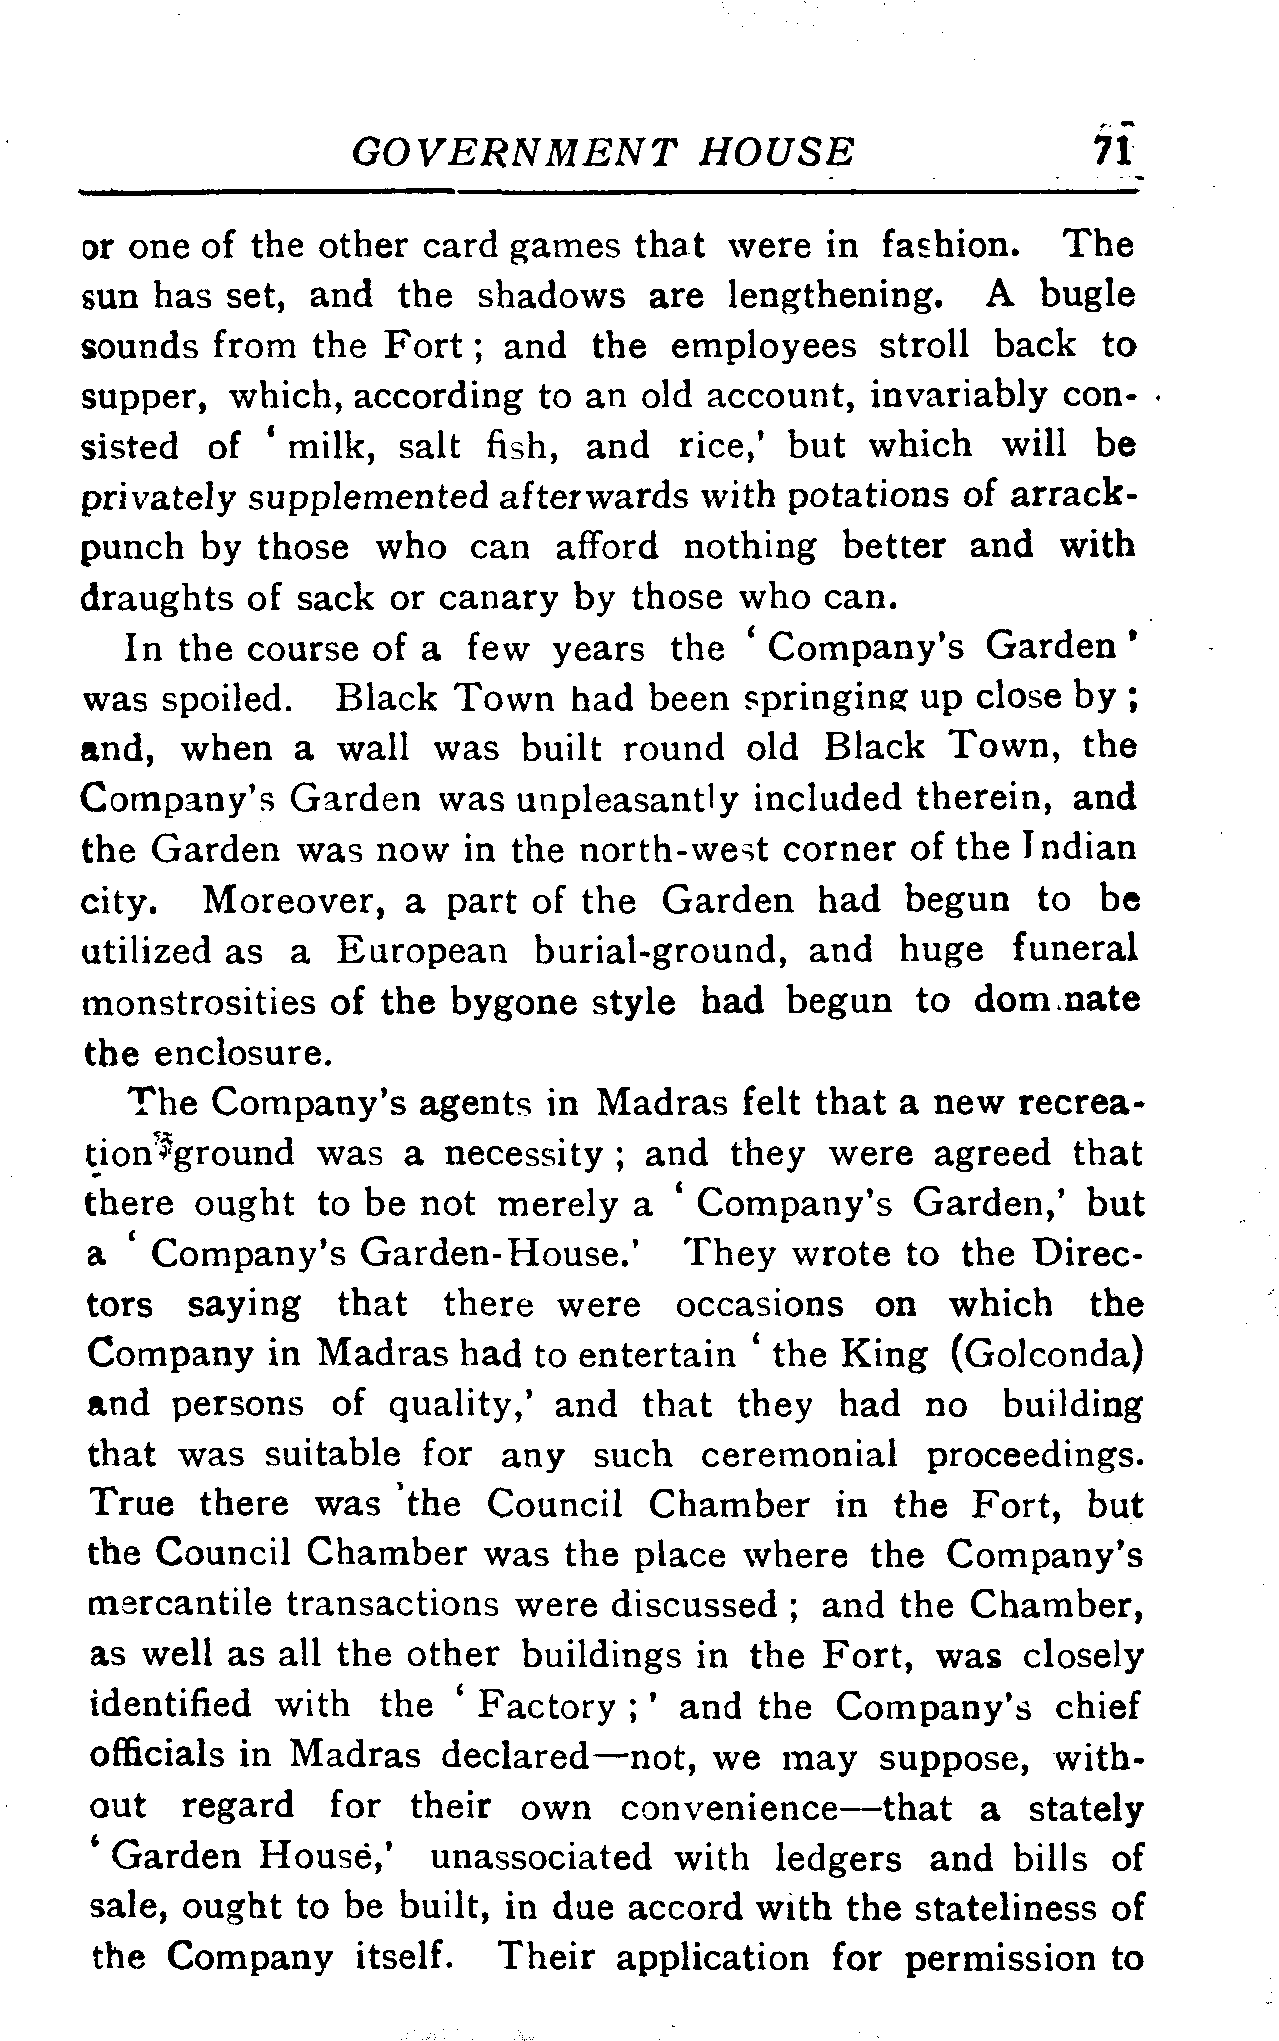 GOVERNMENT HOUSE 71
or one of the other card games that were in fashion. The
sun has set, and the shadows are lengthening. A bugle
sounds from the Fort ; and the employees stroll back to
supper, which, according to an old account, invariably con-
sisted of ‘ milk, salt fish, and rice,’ but which will be
privately supplemented afterwards with potations of arrack-
punch by those who can afford nothing better and with
draughts of sack or canary by those who can.
In the course of a few years the ‘ Company's Garden ’
was spoiled. Black Town had been springing up close by ;
and, when a wall was built round old Black Town, the
Company's Garden was unpleasantly included therein, and
the Garden was now in the north-west corner of the Indian
city. Moreover, a part of the Garden had begun to be
utilized as a European burial-ground, and huge funeral
monstrosities of the bygone style had begun to dominate
the enclosure.
The Company's agents in Madras felt that a new recrea-
tion ground was a necessity ; and they were agreed that
there ought to be not merely a ‘ Company's Garden,’ but
a ‘ Company's Garden-House.’ They wrote to the Direc-
tors saying that there were occasions on which the
Company in Madras had to entertain ‘ the King (Golconda)
and persons of quality,’ and that they had no building
that was suitable for any such ceremonial proceedings.
True there was the Council Chamber in the Fort, but
the Council Chamber was the place where the Company's
mercantile transactions were discussed ; and the Chamber,
as well as all the other buildings in the Fort, was closely
identified with the ‘ Factory ; ’ and the Company's chief
officials in Madras declared—not, we may suppose, with-
out regard for their own convenience—that a stately
‘ Garden House,’ unassociated with ledgers and bills of
sale, ought to be built, in due accord with the stateliness of
the Company itself. Their application for permission to